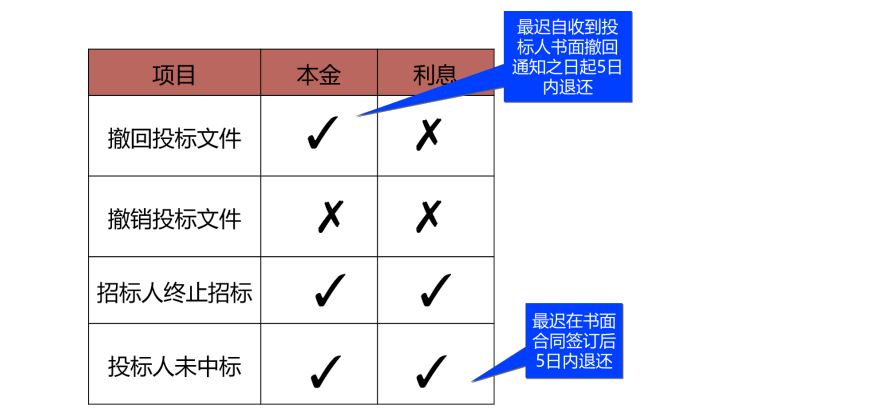 最迟自收到投
标人书面撤回
通知之日起5日
内退还
项目 本金 利息
撤回投标文件 ✓ ✗
撤销投标文件 ✗ ✗
招标人终止招标 ✓ ✓
投标人未中标 ✓ ✓
最迟在书面
合同签订后
5日内退还